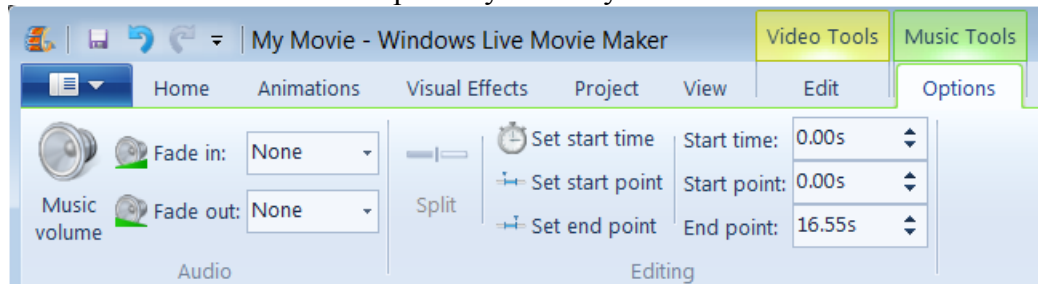 My Movie - Windows Live Movie Maker
Video Tools
Music Tools
Home
Animations
Visual Effects
Project
View
Edit
Options
Music volume
Fade in: None
Fade out: None
Split
Set start time
Set start point
Set end point
Start time: 0.00s
Start point: 0.00s
End point: 16.55s
Audio
Editing